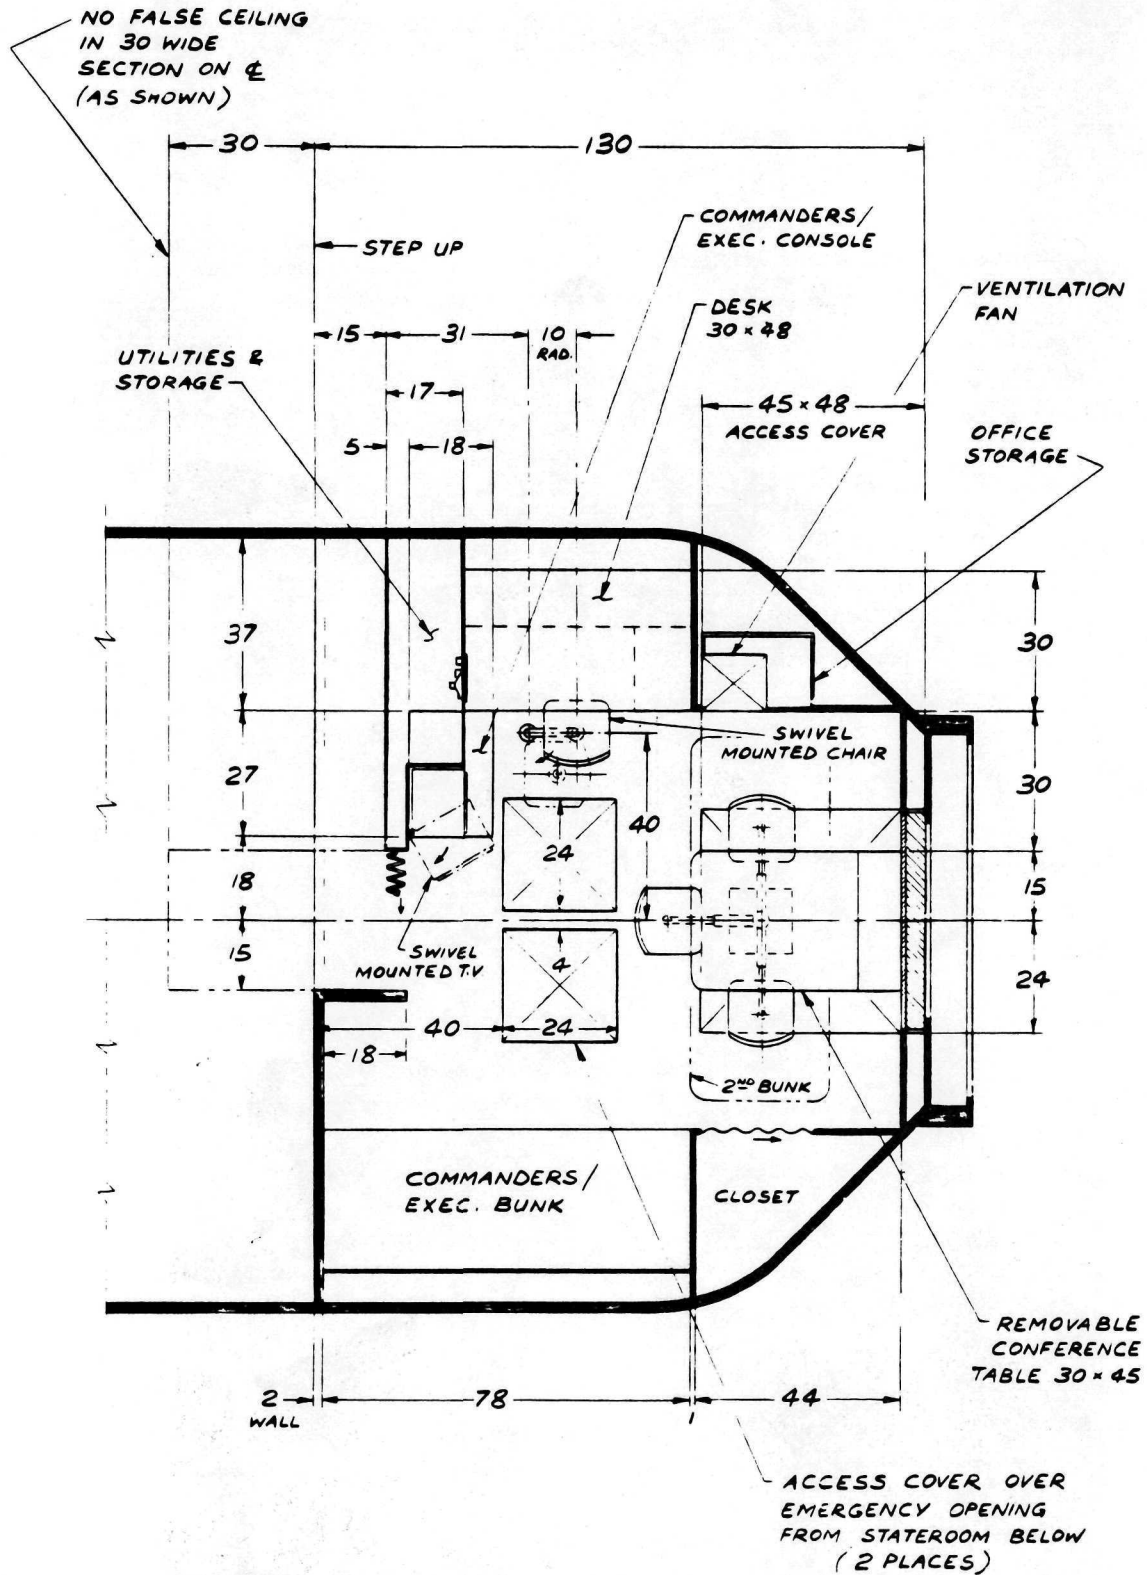 NO FALSE CEILING
IN 30 WIDE
SECTION ON ℄
(AS SHOWN)
30
130
STEP UP
COMMANDERS/
EXEC. CONSOLE
DESK
30 × 48
VENTILATION
FAN
15
31
10
RAD.
UTILITIES &
STORAGE
17
45 × 48
ACCESS COVER
OFFICE
STORAGE
5
18
37
30
SWIVEL
MOUNTED CHAIR
27
30
40
24
18
15
SWIVEL
MOUNTED T.V
15
4
24
40
24
18
2ND BUNK
COMMANDERS/
EXEC. BUNK
CLOSET
REMOVABLE
CONFERENCE
TABLE 30 × 45
2
WALL
78
1
44
ACCESS COVER OVER
EMERGENCY OPENING
FROM STATEROOM BELOW
(2 PLACES)